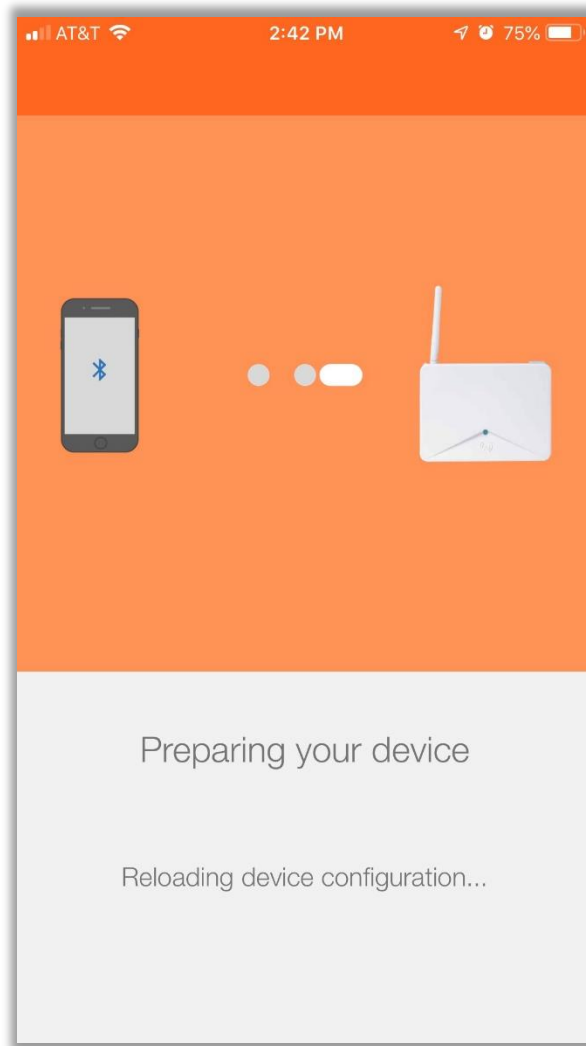 AT&T 2:42 PM 75%
Preparing your device
Reloading device configuration...